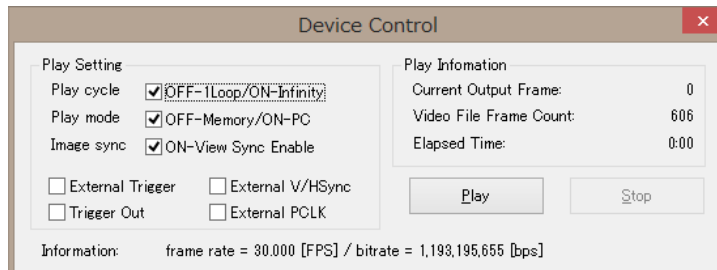 Device Control
Play Setting
Play cycle OFF-1Loop/ON-Infinity
Play mode OFF-Memory/ON-PC
Image sync ON-View Sync Enable
External Trigger External V/HSync
Trigger Out External PCLK
Play Infomation
Current Output Frame: 0
Video File Frame Count: 606
Elapsed Time: 0:00
Play Stop
Information: frame rate = 30.000 [FPS] / bitrate = 1,193,195,655 [bps]